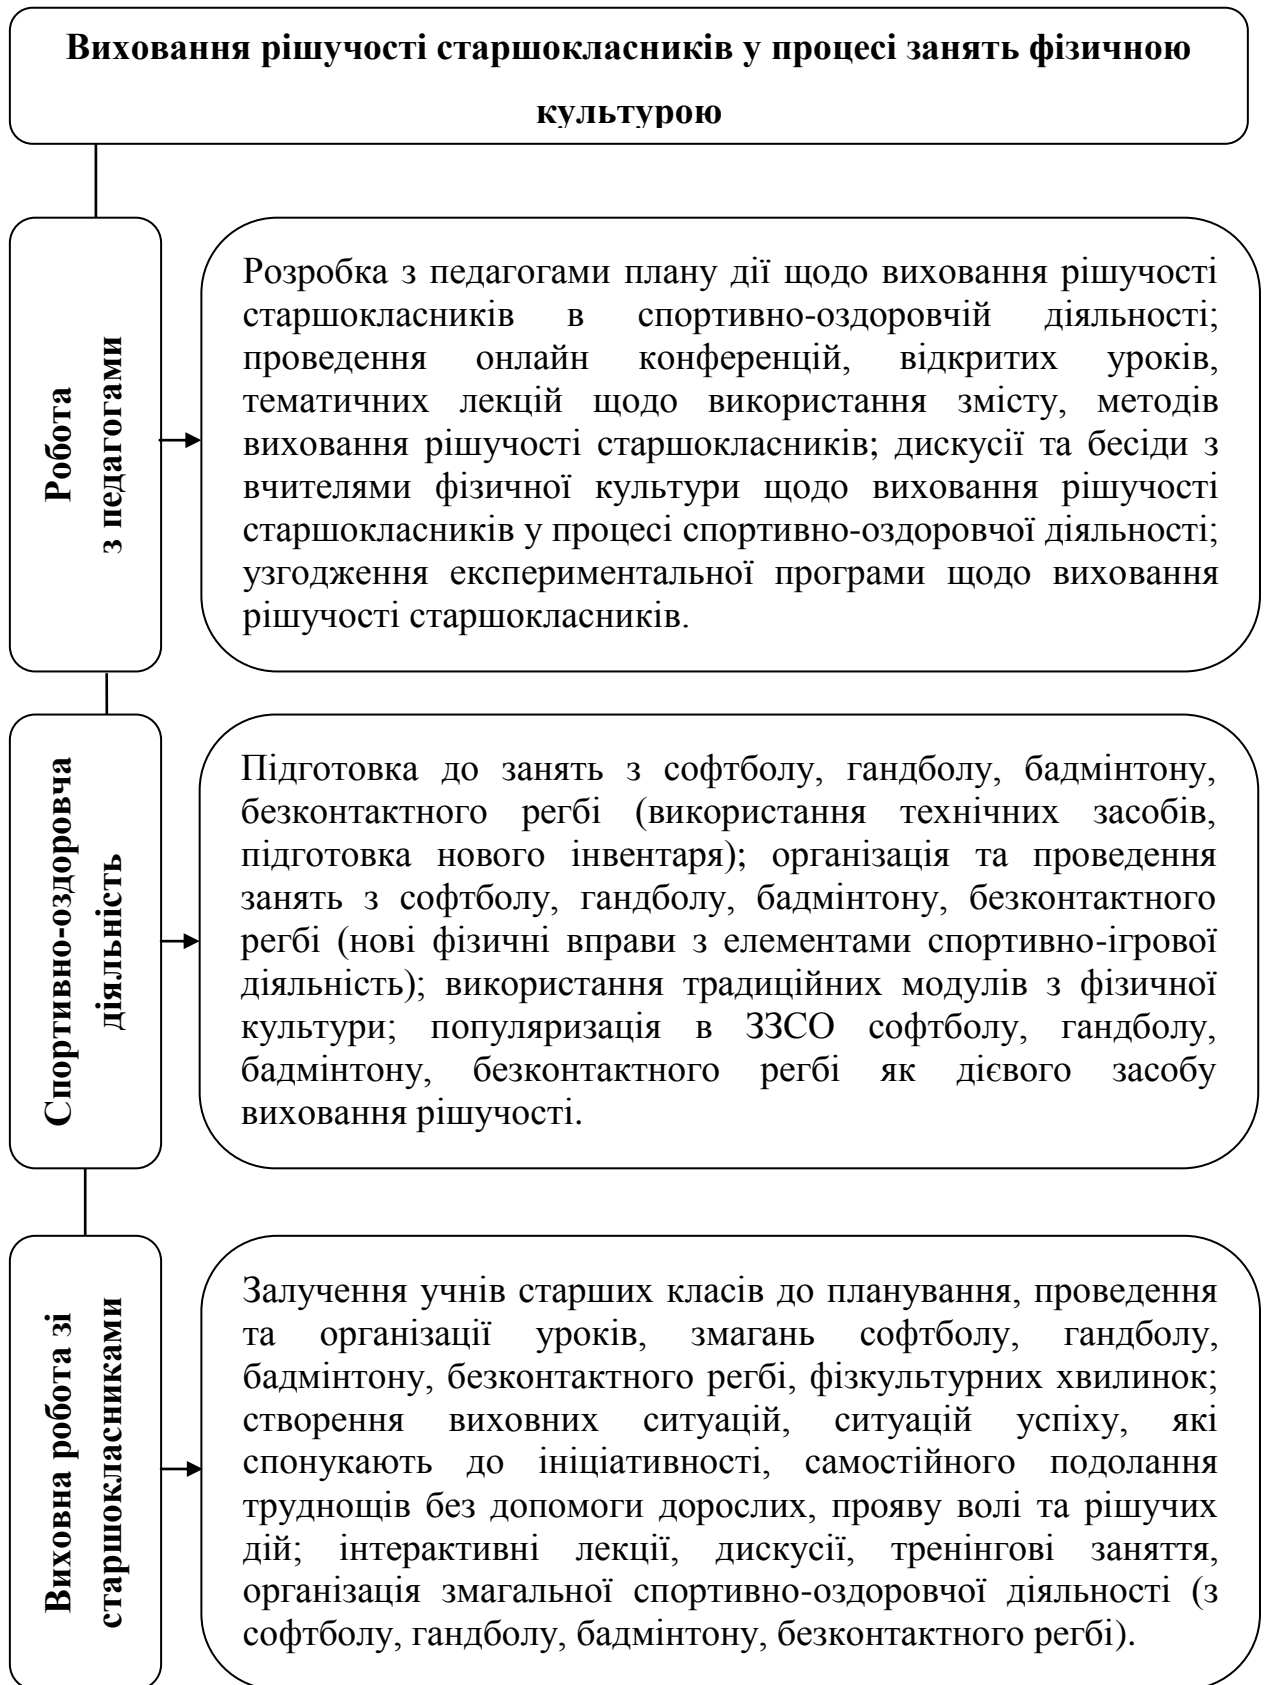 Виховання рішучості старшокласників у процесі занять фізичною
культурою
Робота
з педагогами
Розробка з педагогами плану дії щодо виховання рішучості
старшокласників в спортивно-оздоровчій діяльності;
проведення онлайн конференцій, відкритих уроків,
тематичних лекцій щодо використання змісту, методів
виховання рішучості старшокласників; дискусії та бесіди з
вчителями фізичної культури щодо виховання рішучості
старшокласників у процесі спортивно-оздоровчої діяльності;
узгодження експериментальної програми щодо виховання
рішучості старшокласників.
Спортивно-оздоровча
діяльність
Підготовка до занять з софтболу, гандболу, бадмінтону,
безконтактного регбі (використання технічних засобів,
підготовка нового інвентаря); організація та проведення
занять з софтболу, гандболу, бадмінтону, безконтактного
регбі (нові фізичні вправи з елементами спортивно-ігрової
діяльність); використання традиційних модулів з фізичної
культури; популяризація в ЗЗСО софтболу, гандболу,
бадмінтону, безконтактного регбі як дієвого засобу
виховання рішучості.
Виховна робота зі
старшокласниками
Залучення учнів старших класів до планування, проведення
та організації уроків, змагань софтболу, гандболу,
бадмінтону, безконтактного регбі, фізкультурних хвилинок;
створення виховних ситуацій, ситуацій успіху, які
спонукають до ініціативності, самостійного подолання
труднощів без допомоги дорослих, прояву волі та рішучих
дій; інтерактивні лекції, дискусії, тренінгові заняття,
організація змагальної спортивно-оздоровчої діяльності (з
софтболу, гандболу, бадмінтону, безконтактного регбі).